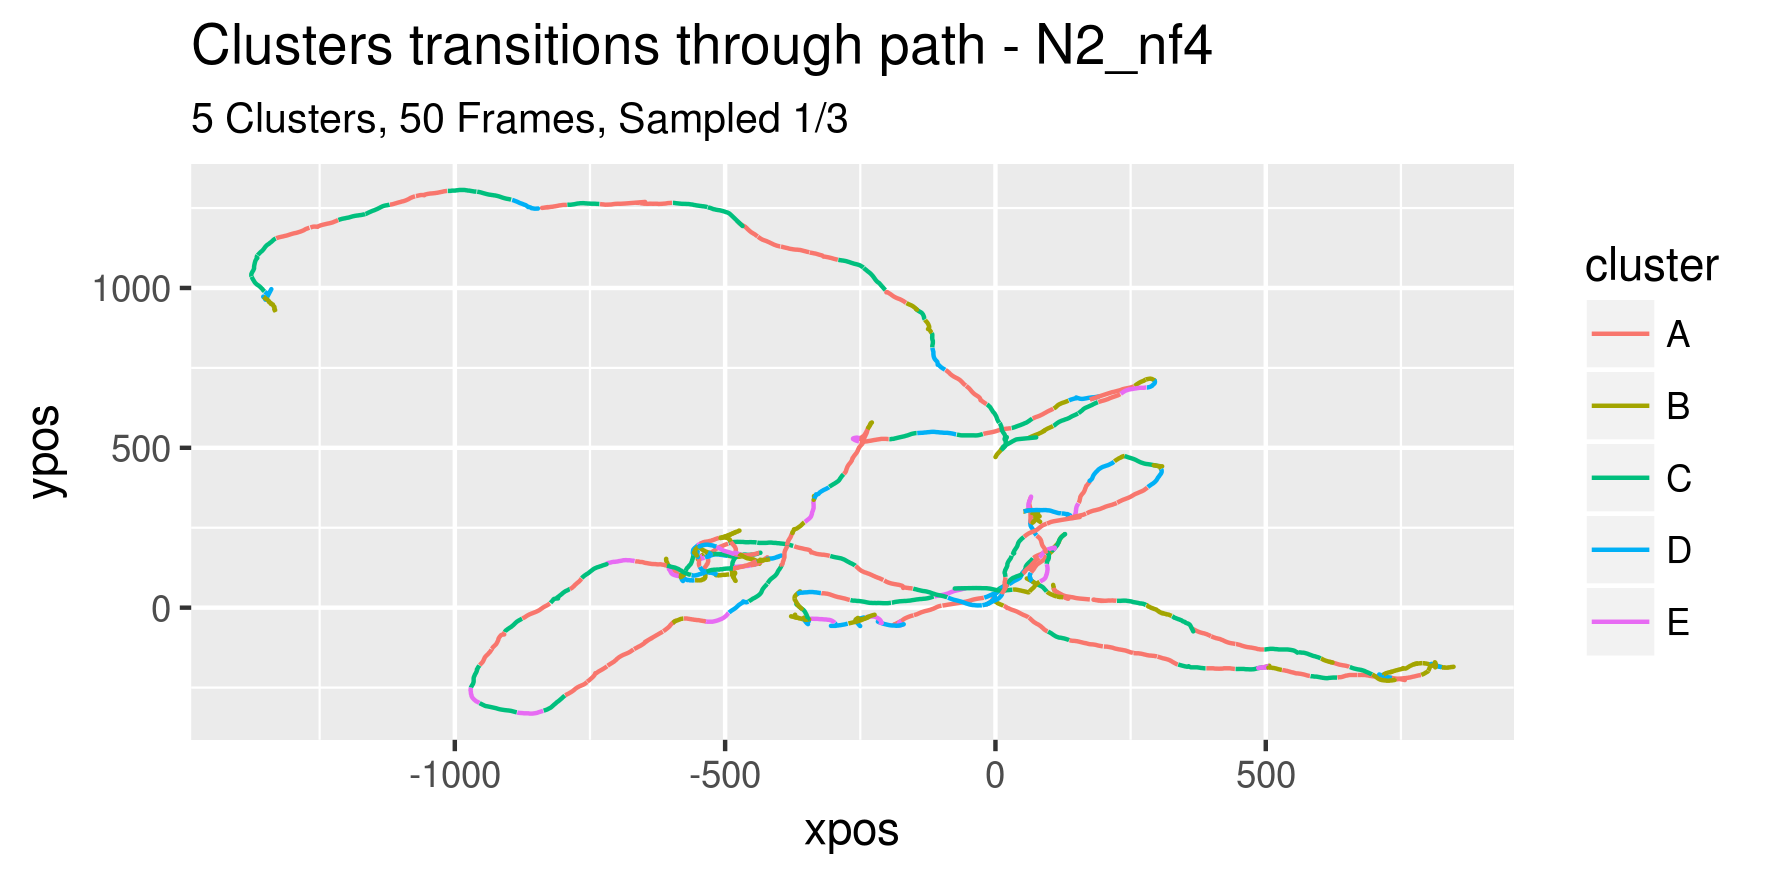 Clusters transitions through path - N2_nf4
5 Clusters, 50 Frames, Sampled 1/3
1000
500
0
ypos
-1000
-500
0
500
xpos
cluster
A
B
C
D
E